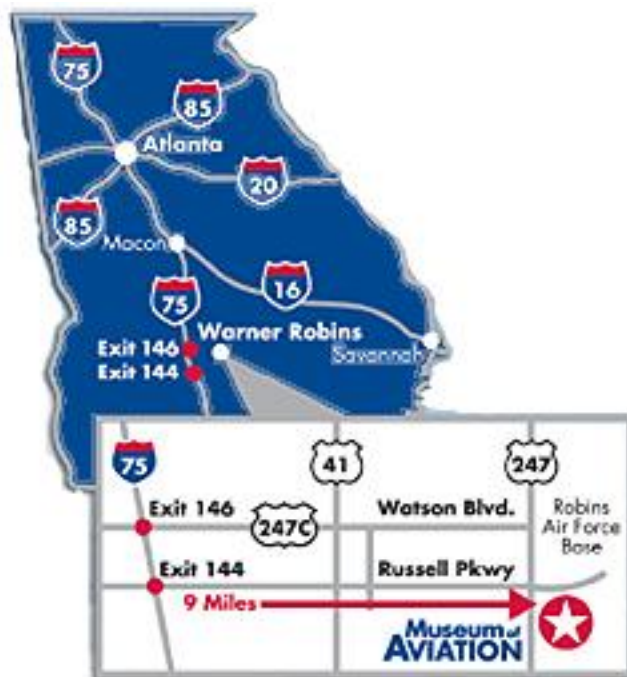 75
85
Atlanta
20
85
Macon
16
75
Warner Robins
Exit 146
Savannah
Exit 144
75
41
247
Exit 146
247C
Watson Blvd.
Robins
Air Force
Base
Exit 144
Russell Pkwy
9 Miles
Museum of
AVIATION